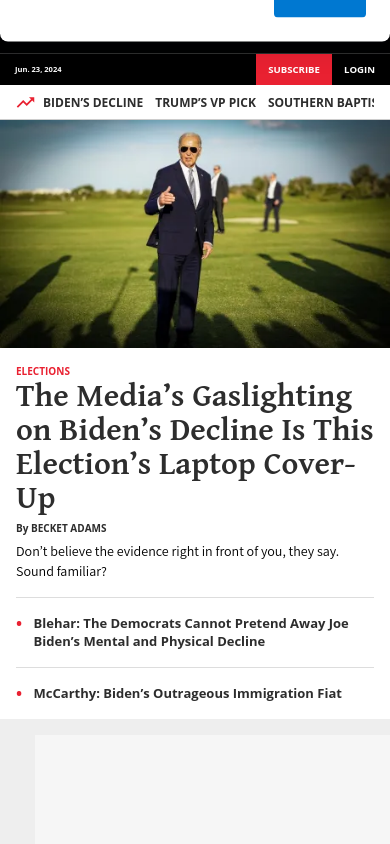 Jun. 23, 2024
SUBSCRIBE
LOGIN
BIDEN’S DECLINE TRUMP’S VP PICK SOUTHERN BAPTIS
ELECTIONS
The Media’s Gaslighting
on Biden’s Decline Is This
Election’s Laptop Cover-
Up
By BECKET ADAMS
Don’t believe the evidence right in front of you, they say.
Sound familiar?
Blehar: The Democrats Cannot Pretend Away Joe
Biden’s Mental and Physical Decline
McCarthy: Biden’s Outrageous Immigration Fiat